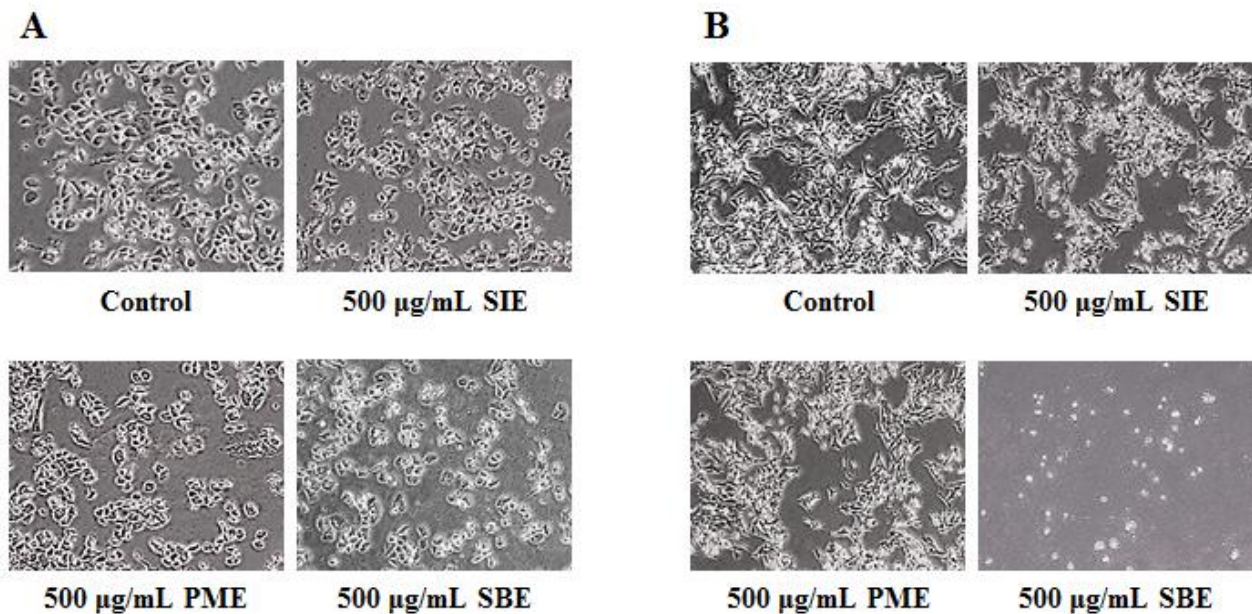 A
B
Control
500 μg/mL SIE
Control
500 μg/mL SIE
500 μg/mL PME
500 μg/mL SBE
500 μg/mL PME
500 μg/mL SBE